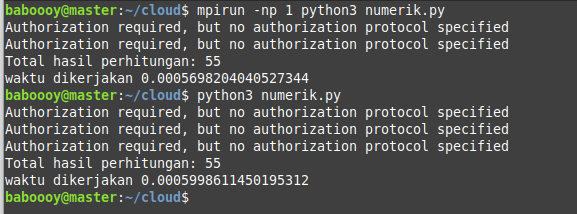 baboooy@master:~/cloud$ mpirun -np 1 python3 numerik.py
Authorization required, but no authorization protocol specified
Authorization required, but no authorization protocol specified
Total hasil perhitungan: 55
waktu dikerjakan 0.0005698204040527344
baboooy@master:~/cloud$ python3 numerik.py
Authorization required, but no authorization protocol specified
Authorization required, but no authorization protocol specified
Authorization required, but no authorization protocol specified
Total hasil perhitungan: 55
waktu dikerjakan 0.0005998611450195312
baboooy@master:~/cloud$